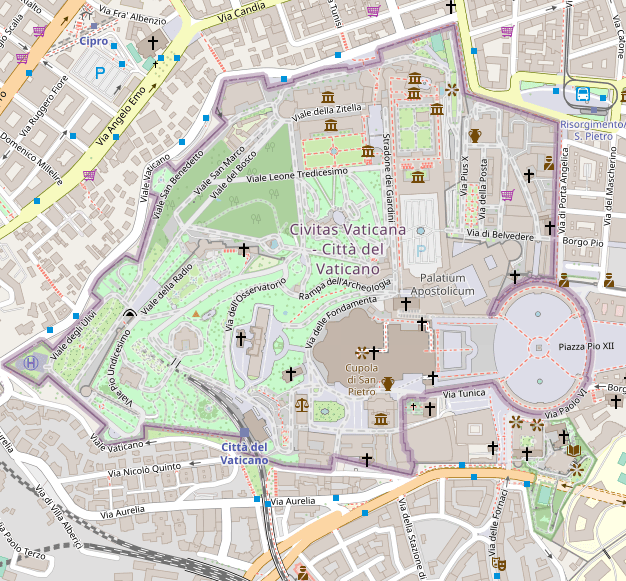 Rialto
Via Fra' Albenzio
Via Candia
Via Tunisi
Cipro
P
Via Ruggero Fiore
Via Angelo Emo
Domenico Millelire
Via Catone
Risorgimento/
S. Pietro
Viale Vaticano
Viale San Benedetto
Viale San Marco
Viale del Bosco
Viale della Zitella
Viale Leone Tredicesimo
Stradone dei Giardini
Via Pius X
Via della Posta
Via di Porta Angelica
Via del Mascherino
Via di Belvedere
Borgo Pio
P
Civitas Vaticana
- Città del
Vaticano
Palatium
Apostolicum
Viale della Radio
Via dell'Osservatorio
Rampa dell'Archeologia
Via delle Fondamenta
Viale degli Ulivi
H
Viale Pio Undicesimo
Cupola
di San
Pietro
Piazza Pio XII
Via Tunica
Via Paolo VI
Borg
Città del
Vaticano
Viale Vaticano
Via Nicolò Quinto
Via Aurelia
Via Aurelia
Via di Villa Alberici
Via Paolo Terzo
Via della Stazione di
Via delle Fornaci